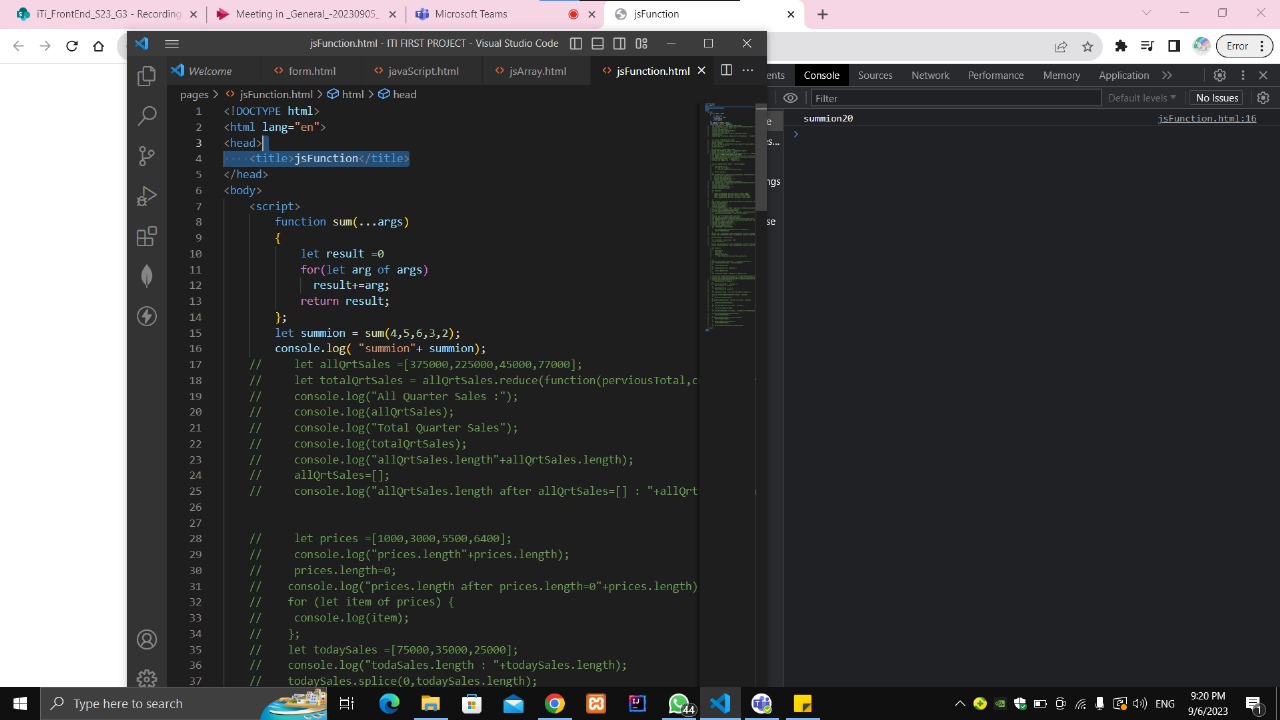 ITI_FrontEnd_S23_G3_Onboarding
Meeting in _ITI_FrontEnd_S23_OS_
Microsoft Teams
jsFunction
jsFunction.html - ITI FIRST PROJECT - Visual Studio Code
Error
Welcome
form.html
javaScript.html
jsArray.html
jsFunction.html
ents
Console
Sources
Network
Performance
Memory
Application
pages > jsFunction.html > html > head
Filter
Default levels
No Issues
summion20
jsFunction.html:16
1 <!DOCTYPE html>
2 <html lang="en">
3 <head>
4 <title>jsFunction</title>
5 </head>
6 <body>
7 <script>
8 function sum(...args)
9 {
10 let result =0
11 for(let arg of args)
12 result+=arg;
13 return result;
14 }
15 let summion = sum(4,5,6,3,2);
16 console.log( "summion"+ summion);
17 // let allQrtSales =[375000,225000,45000,77000];
18 // let totalQrtSales = allQrtSales.reduce(function(perviousTotal,c
19 // console.log("All Quarter Sales :");
20 // console.log(allQrtSales);
21 // console.log("Total Quarter Sales");
22 // console.log(totalQrtSales);
23 // console.log("allQrtSales.length"+allQrtSales.length);
24 // allQrtSales=[];
25 // console.log("allQrtSales.length after allQrtSales=[] : "+allQrt
26
27
28 // let prices =[1000,3000,5500,6400];
29 // console.log("prices.length"+prices.length);
30 // prices.length=0;
31 // console.log("prices.length after prices.length=0"+prices.length)
32 // for (let item of prices) {
33 // console.log(item);
34 // };
35 // let todaySales =[75000,35000,25000];
36 // console.log("todaSales.length : "+todaySales.length);
37 // todaySales.splice(0,todaySales.length);
e
s...
ngs
se
Type here to search
44
ENG
9:20 PM
9/6/2023